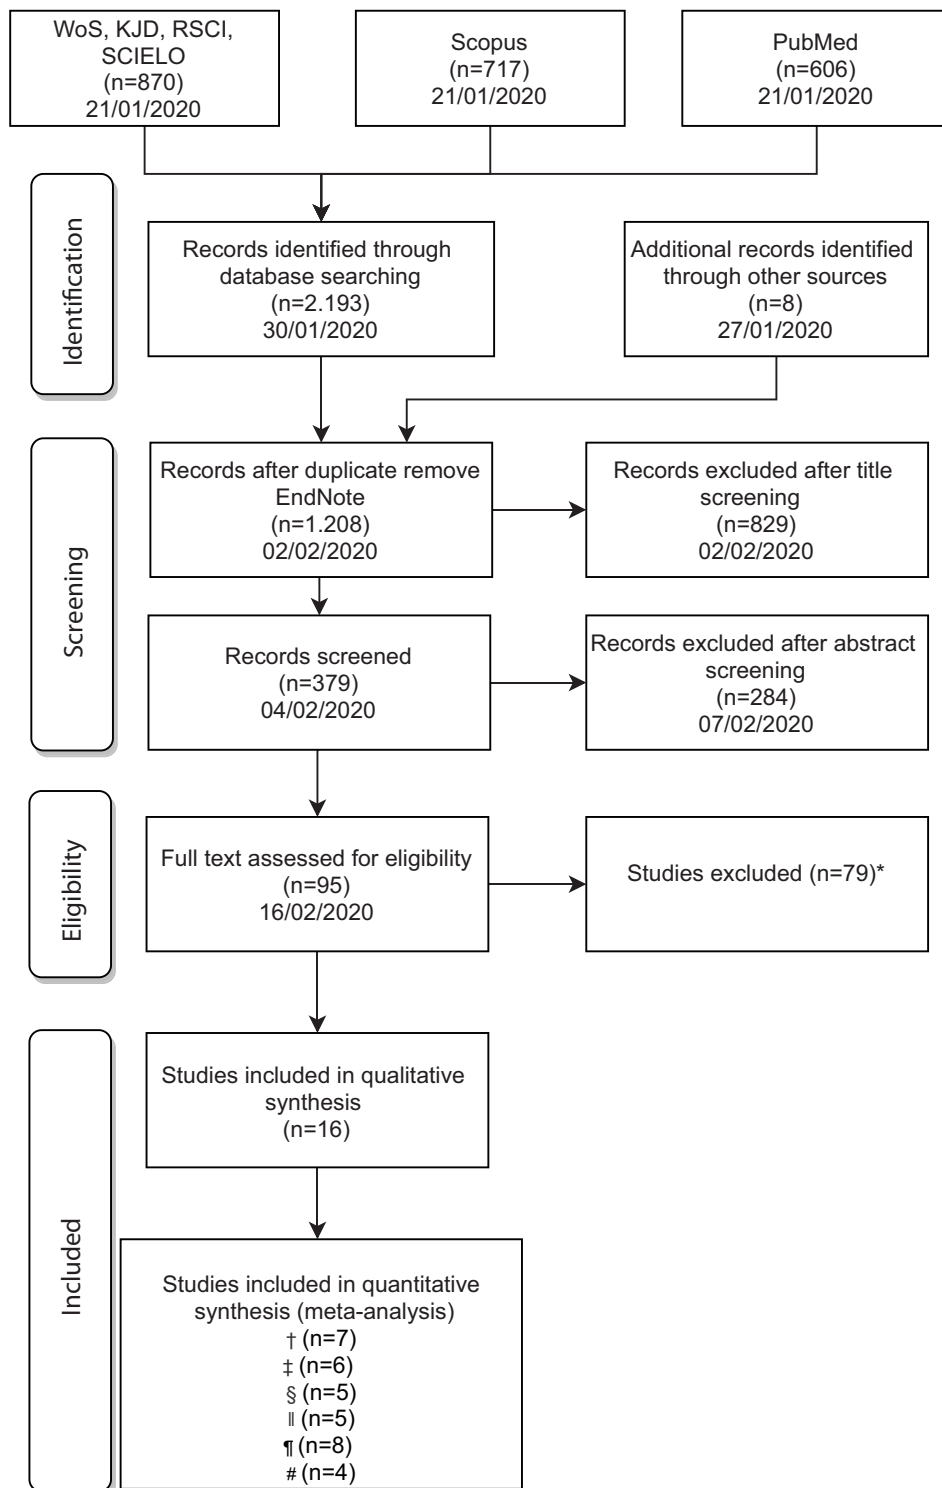 WoS, KJD, RSCI,
SCIELO
(n=870)
21/01/2020
Scopus
(n=717)
21/01/2020
PubMed
(n=606)
21/01/2020
Identification
Records identified through
database searching
(n=2.193)
30/01/2020
Additional records identified
through other sources
(n=8)
27/01/2020
Screening
Records after duplicate remove
EndNote
(n=1.208)
02/02/2020
Records excluded after title
screening
(n=829)
02/02/2020
Records screened
(n=379)
04/02/2020
Records excluded after abstract
screening
(n=284)
07/02/2020
Eligibility
Full text assessed for eligibility
(n=95)
16/02/2020
Studies excluded (n=79)*
Included
Studies included in qualitative
synthesis
(n=16)
Studies included in quantitative
synthesis (meta-analysis)
† (n=7)
‡ (n=6)
§ (n=5)
‖ (n=5)
¶ (n=8)
# (n=4)